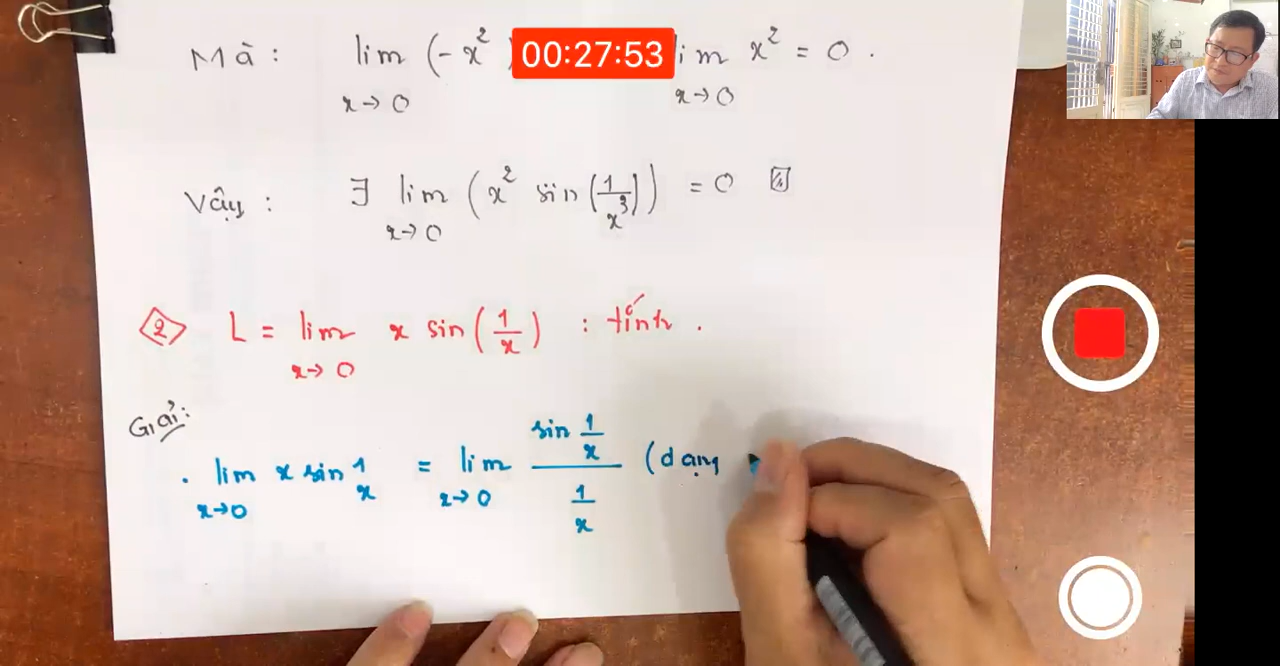 Mà : lim (-x² 00:27:53 lim x² = 0 .
x→0 x→0
Vậy : ∃ lim (x² sin(1/x³)) = 0
x→0
② L = lim x sin(1/x) : tính .
x→0
Giải:
. lim x sin 1/x = lim (sin 1/x)/(1/x) (dạng
x→0 x→0